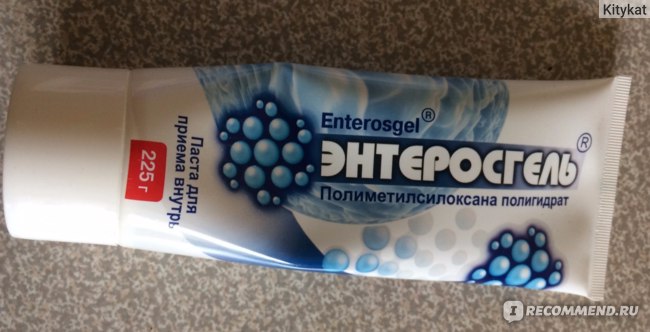 Kitykat
Enterosgel®
ЭНТЕРОСГЕЛЬ®
Полиметилсилоксана полигидрат
Паста для
приема внутрь
225 г
IRECOMMEND.RU